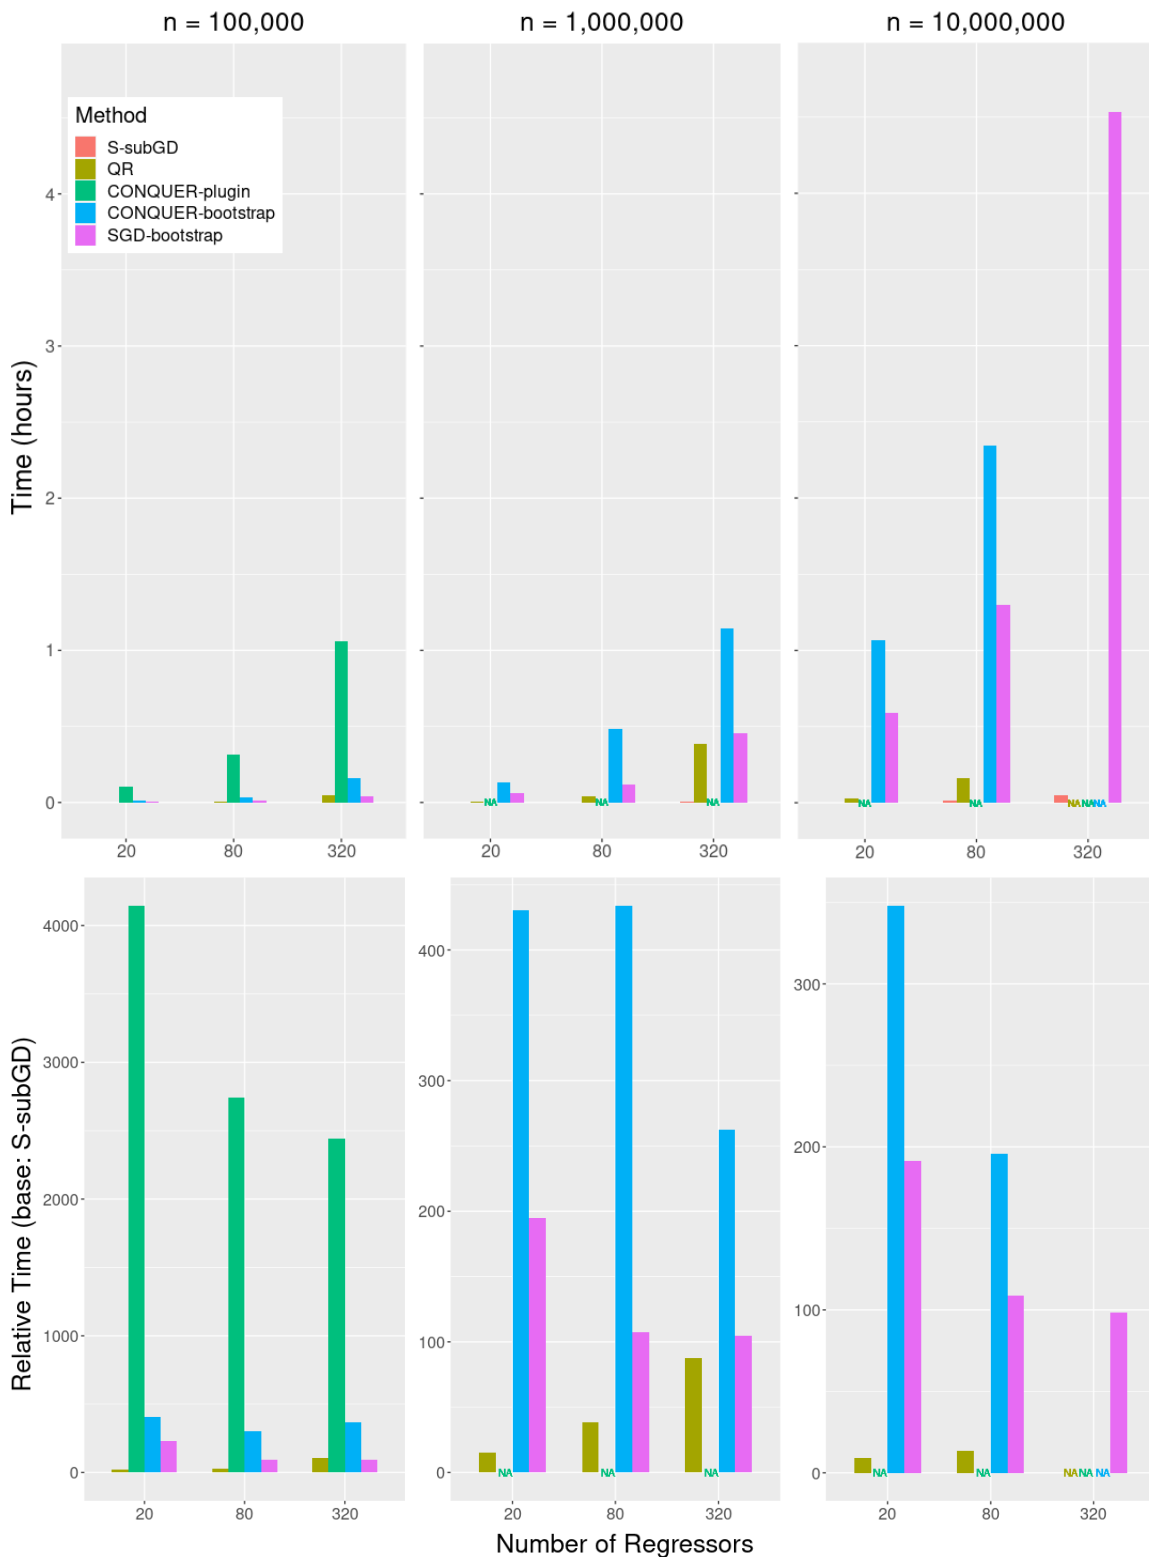 n = 100,000
n = 1,000,000
n = 10,000,000
Time (hours)
4
3
2
1
0
Method
S-subGD
QR
CONQUER-plugin
CONQUER-bootstrap
SGD-bootstrap
NA
NA
NA
NA
NA
NA
NA
NA
20
80
320
20
80
320
20
80
320
Relative Time (base: S-subGD)
4000
3000
2000
1000
0
20
80
320
400
300
200
100
0
NA
NA
NA
20
80
320
300
200
100
0
NA
NA
NA
NA
NA
20
80
320
Number of Regressors